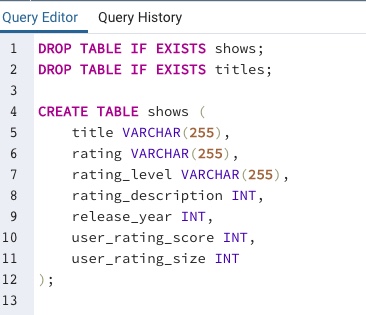 Query Editor Query History
1 DROP TABLE IF EXISTS shows;
2 DROP TABLE IF EXISTS titles;
3
4 CREATE TABLE shows (
5 title VARCHAR(255),
6 rating VARCHAR(255),
7 rating_level VARCHAR(255),
8 rating_description INT,
9 release_year INT,
10 user_rating_score INT,
11 user_rating_size INT
12 );
13